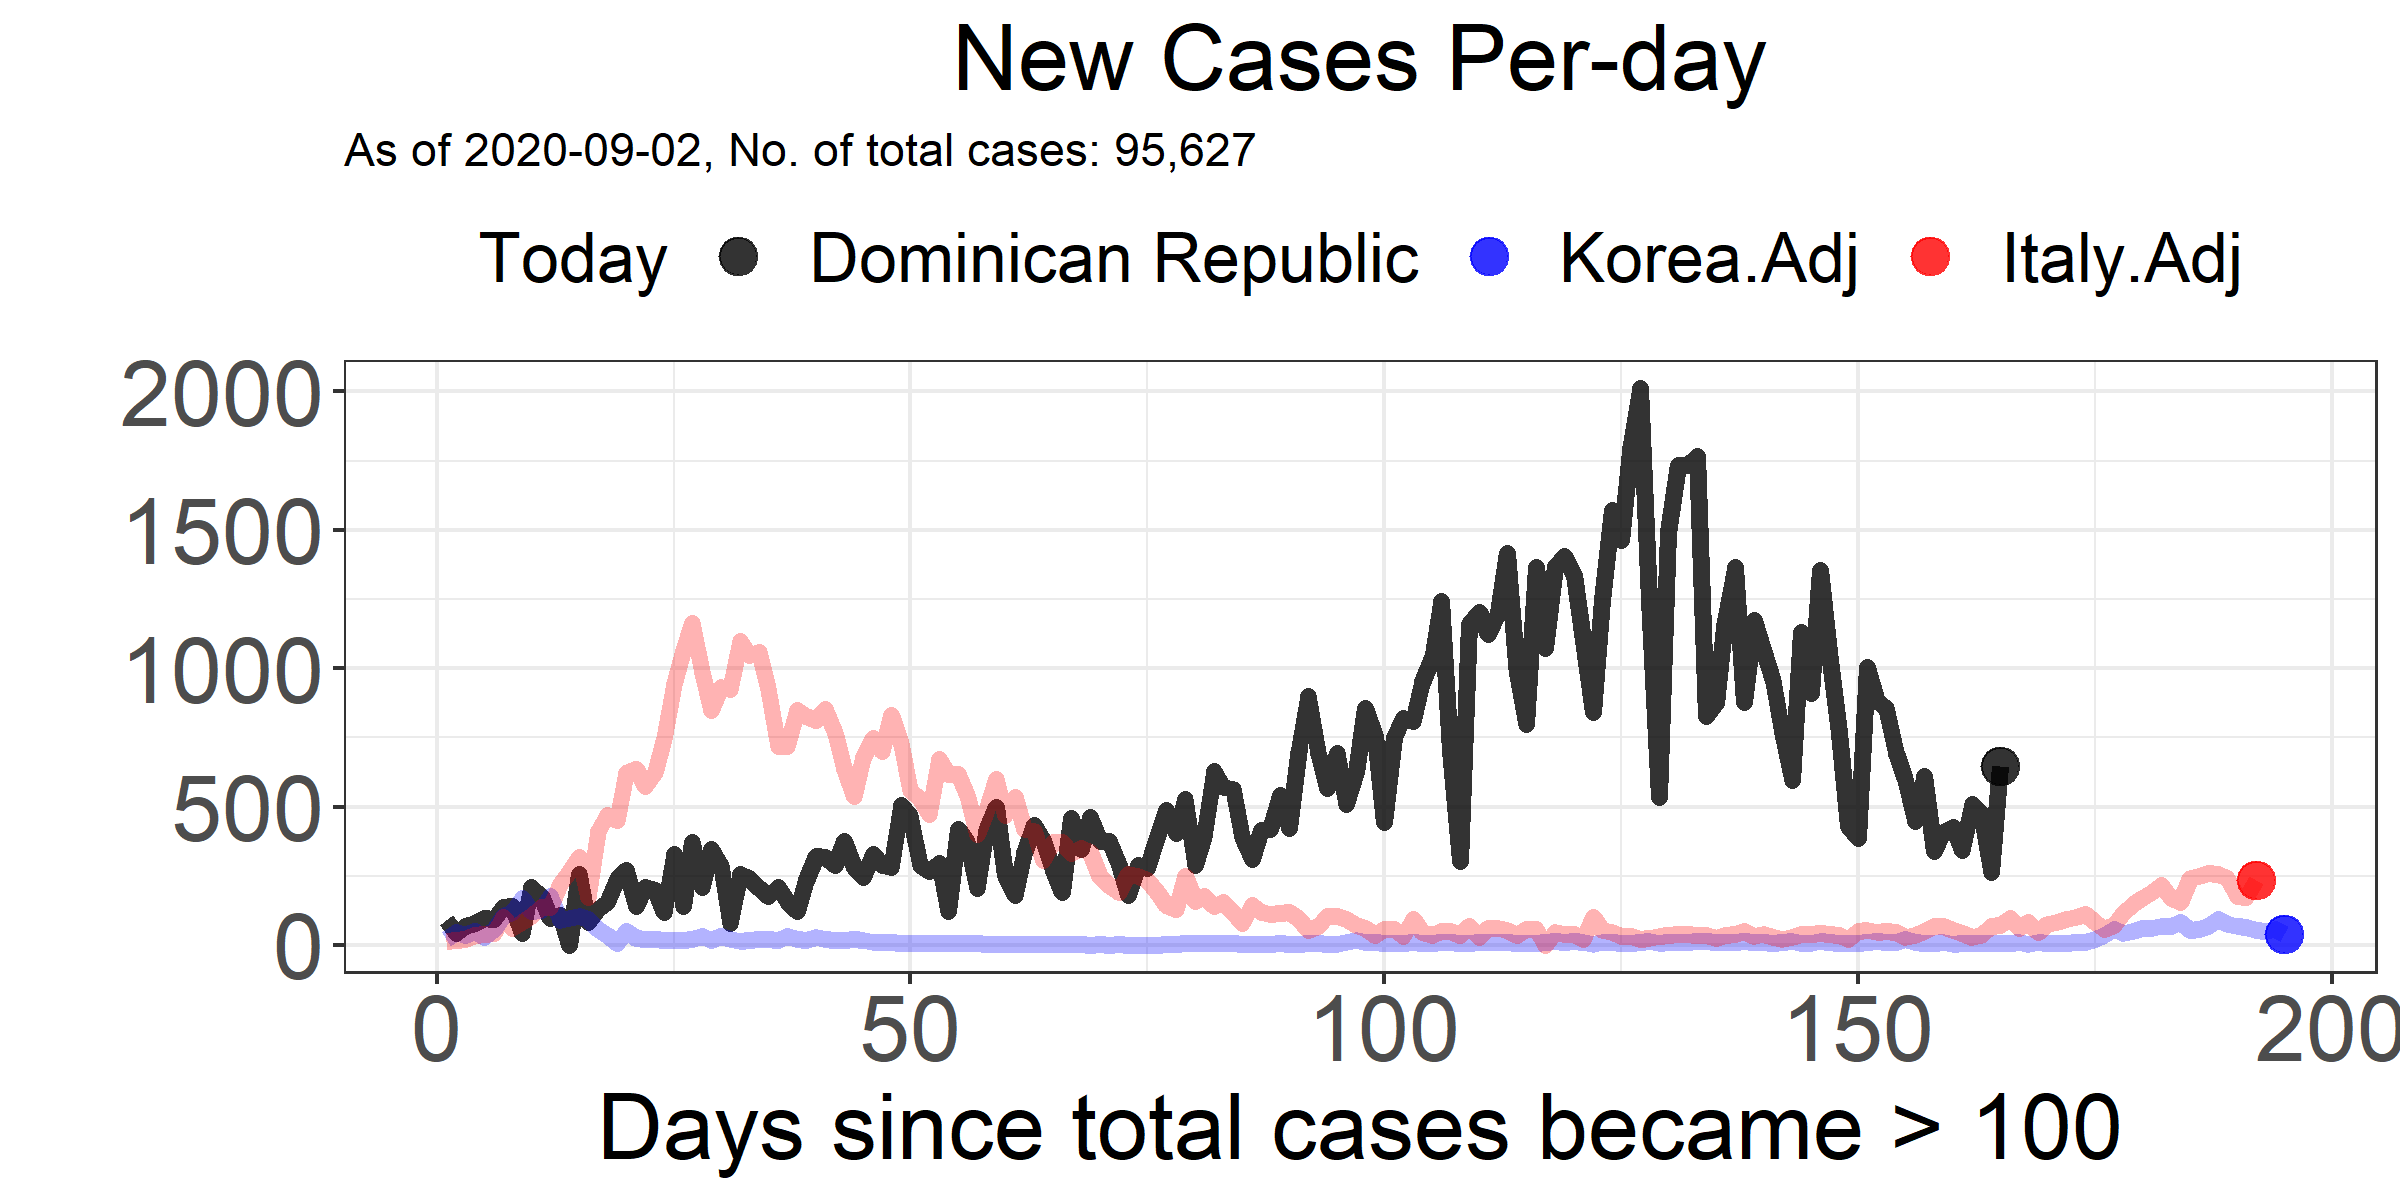 New Cases Per-day
As of 2020-09-02, No. of total cases: 95,627
Today Dominican Republic Korea.Adj Italy.Adj
2000
1500
1000
500
0
0 50 100 150 200
Days since total cases became > 100